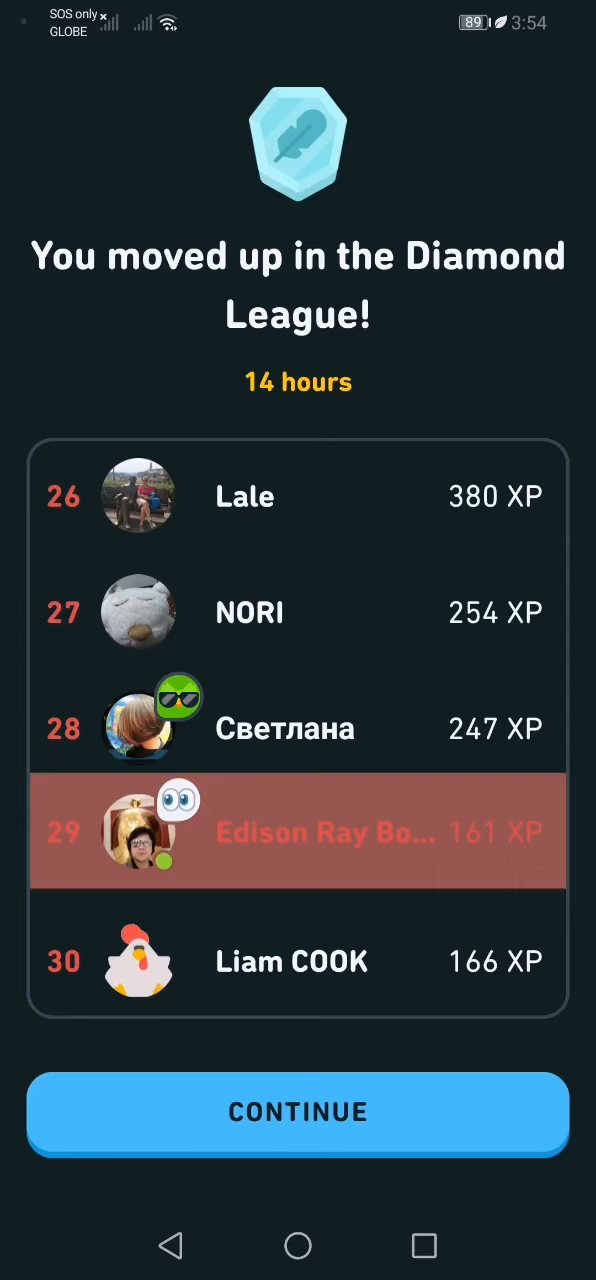 SOS only
GLOBE
89
3:54
You moved up in the Diamond
League!
14 hours
26 Lale 380 XP
27 NORI 254 XP
28 Светлана 247 XP
29 Edison Ray Bo... 161 XP
30 Liam COOK 166 XP
CONTINUE